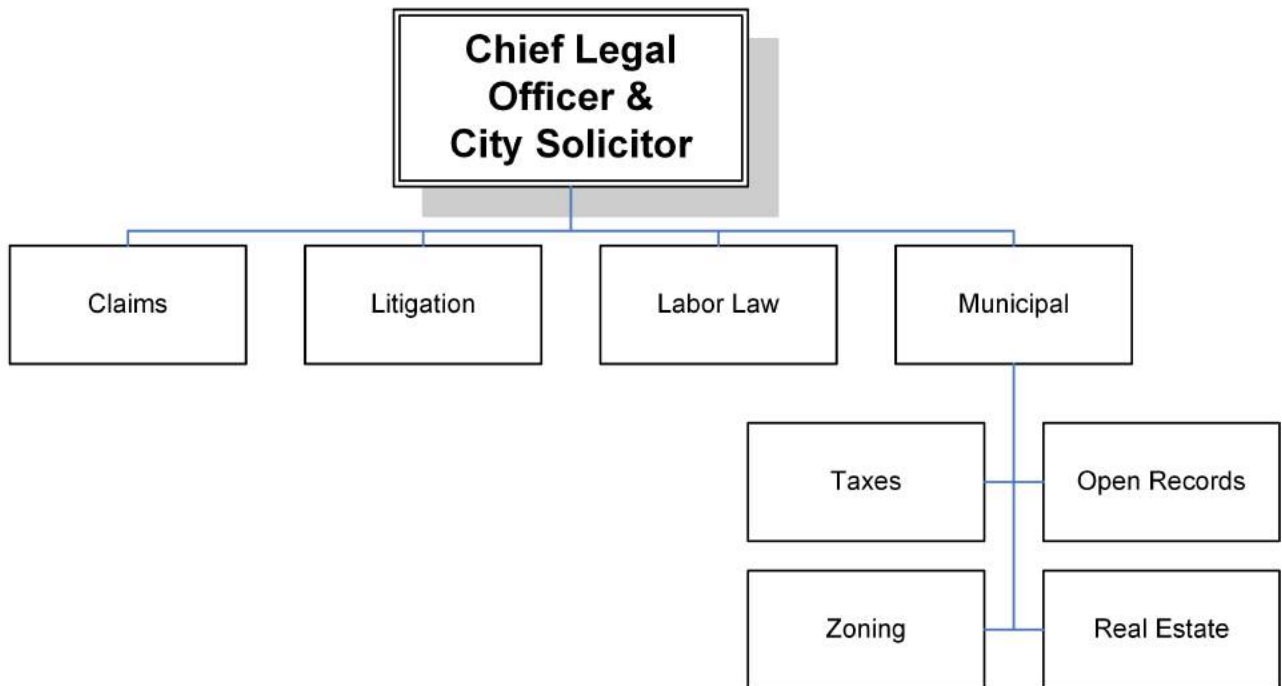 Chief Legal
Officer &
City Solicitor
Claims
Litigation
Labor Law
Municipal
Taxes
Open Records
Zoning
Real Estate